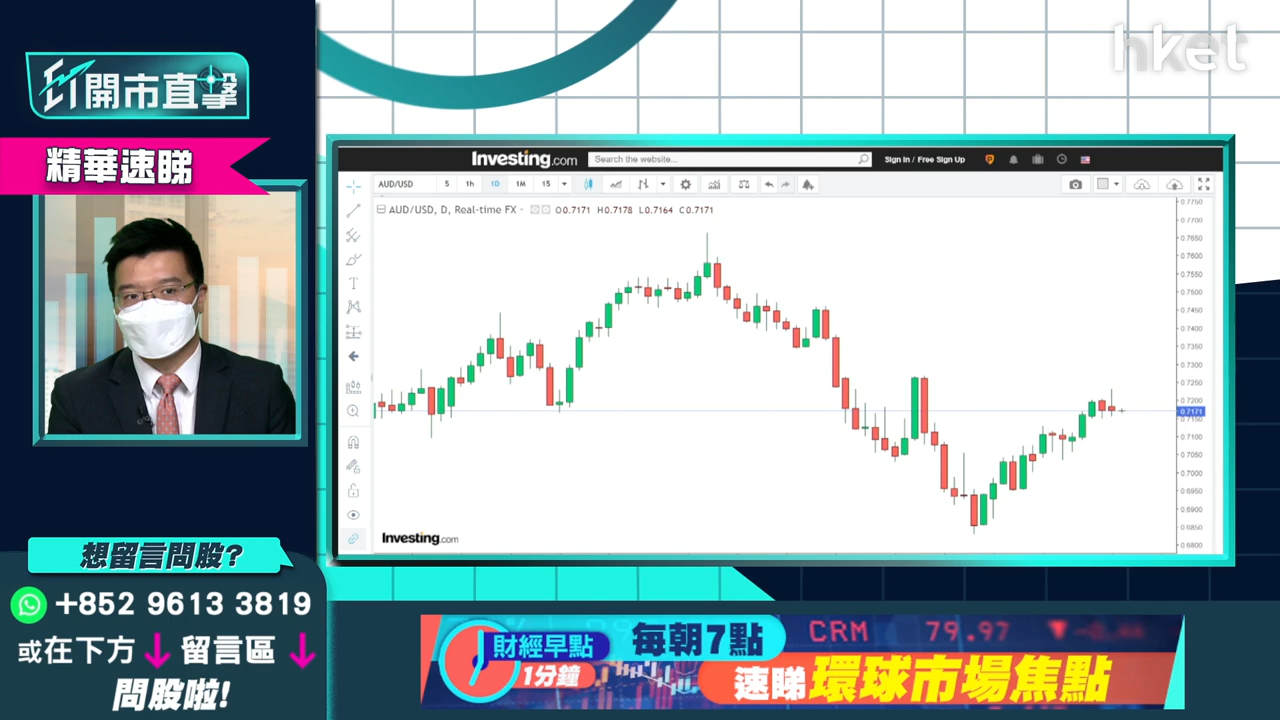 hket
ET開市直擊
精華速睇
Investing.com
Search the website...
Sign In / Free Sign Up
AUD/USD
5
1h
1D
1M
15
AUD/USD, D, Real-time FX
O0.7171 H0.7178 L0.7164 C0.7171
0.7750
0.7700
0.7650
0.7600
0.7550
0.7500
0.7450
0.7400
0.7350
0.7300
0.7250
0.7200
0.7171
0.7150
0.7100
0.7050
0.7000
0.6950
0.6900
0.6850
0.6800
Investing.com
想留言問股?
+852 9613 3819
或在下方↓留言區↓
問股啦!
財經早點
1分鐘
每朝7點
速睇環球市場焦點
CRM 79.97